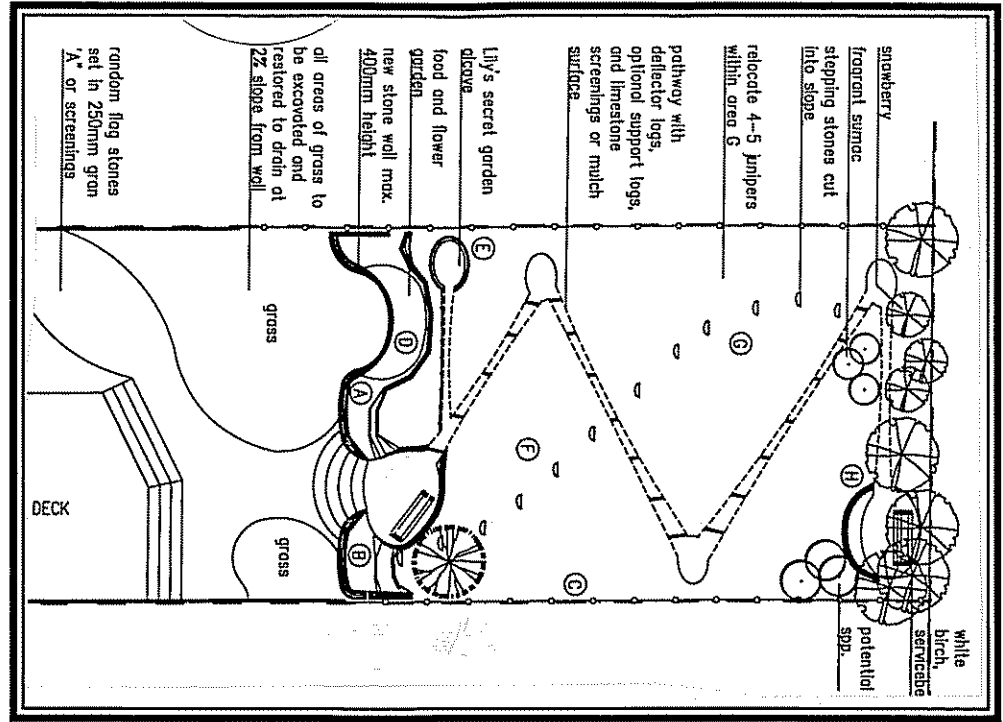 snowberry
fragrant sumac
stepping stones cut
into slope
relocate 4-5 junipers
within area G
pathway with
deflector logs,
optional support logs,
and limestone
screenings or mulch
surface
Lily's secret garden
alcove
food and flower
garden
new stone wall max.
400mm height
all areas of grass to
be excavated and
restored to drain at
2% slope from wall
random flag stones
set in 250mm gran
"A" or screenings
white
birch,
servicebe
potential
spp.
H
G
F
C
E
D
A
B
grass
grass
DECK